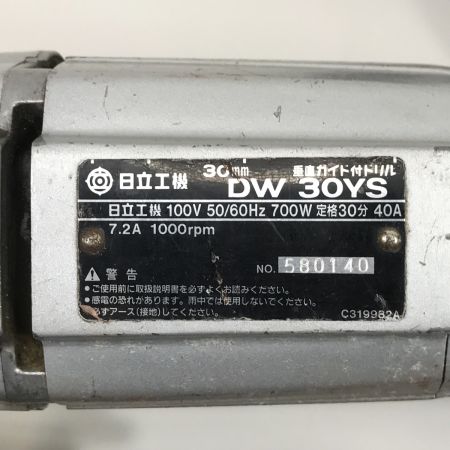 30mm 垂直ガイド付ドリル
日立工機 DW 30YS
日立工機 100V 50/60Hz 700W 定格30分 40A
7.2A 1000rpm
警告 NO. 580140
●ご使用前に取扱説明書を必ずよくお読みください。
●感電の恐れがあります。雨中では使用しないでください。
必ずアース(接地)してください。
C319982A